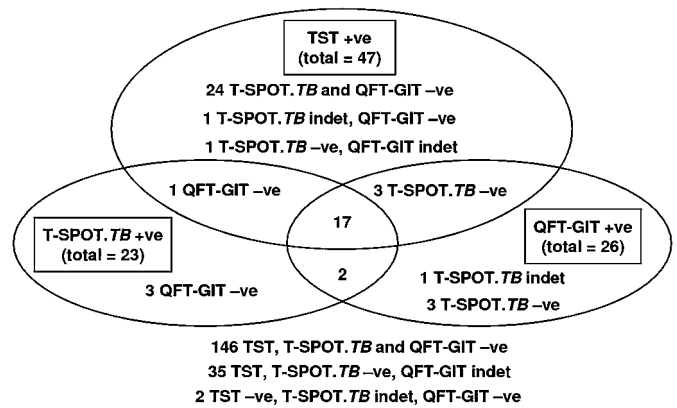 TST +ve
(total = 47)
24 T-SPOT.TB and QFT-GIT –ve
1 T-SPOT.TB indet, QFT-GIT –ve
1 T-SPOT.TB –ve, QFT-GIT indet
1 QFT-GIT –ve
3 T-SPOT.TB –ve
17
T-SPOT.TB +ve
(total = 23)
QFT-GIT +ve
(total = 26)
2
3 QFT-GIT –ve
1 T-SPOT.TB indet
3 T-SPOT.TB –ve
146 TST, T-SPOT.TB and QFT-GIT –ve
35 TST, T-SPOT.TB –ve, QFT-GIT indet
2 TST –ve, T-SPOT.TB indet, QFT-GIT –ve